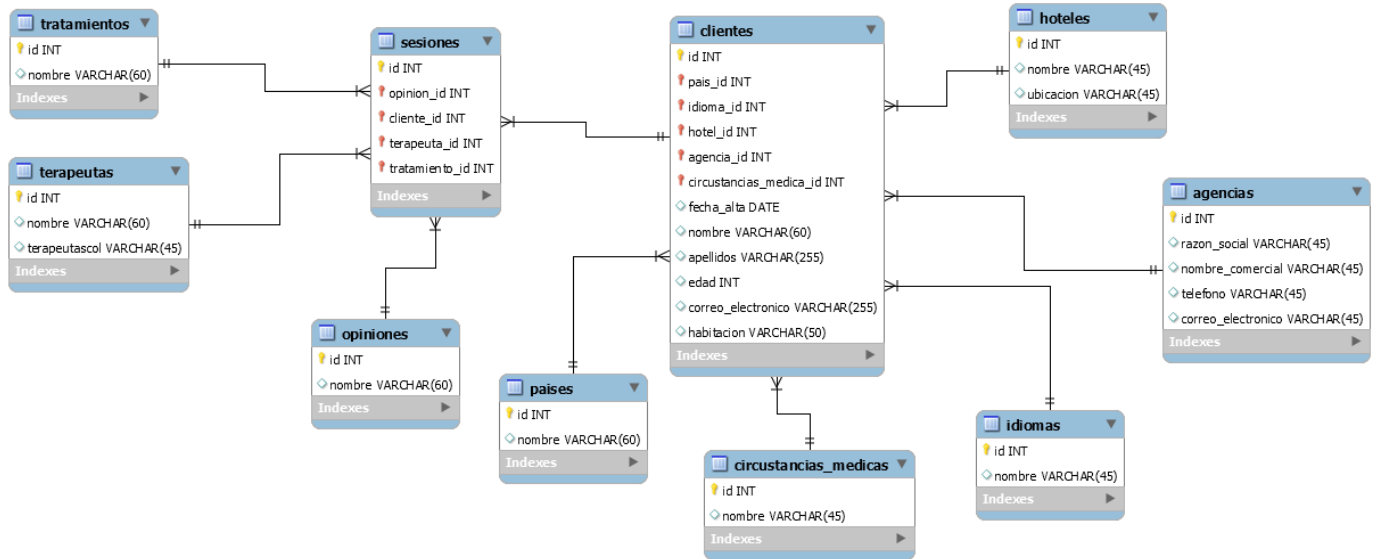 tratamientos
id INT
nombre VARCHAR(60)
Indexes
terapeutas
id INT
nombre VARCHAR(60)
terapeutascol VARCHAR(45)
Indexes
sesiones
id INT
opinion_id INT
cliente_id INT
terapeuta_id INT
tratamiento_id INT
Indexes
opiniones
id INT
nombre VARCHAR(60)
Indexes
paises
id INT
nombre VARCHAR(60)
Indexes
clientes
id INT
pais_id INT
idioma_id INT
hotel_id INT
agencia_id INT
circustancias_medica_id INT
fecha_alta DATE
nombre VARCHAR(60)
apellidos VARCHAR(255)
edad INT
correo_electronico VARCHAR(255)
habitacion VARCHAR(50)
Indexes
circustancias_medicas
id INT
nombre VARCHAR(45)
Indexes
hoteles
id INT
nombre VARCHAR(45)
ubicacion VARCHAR(45)
Indexes
agencias
id INT
razon_social VARCHAR(45)
nombre_comercial VARCHAR(45)
telefono VARCHAR(45)
correo_electronico VARCHAR(45)
Indexes
idiomas
id INT
nombre VARCHAR(45)
Indexes